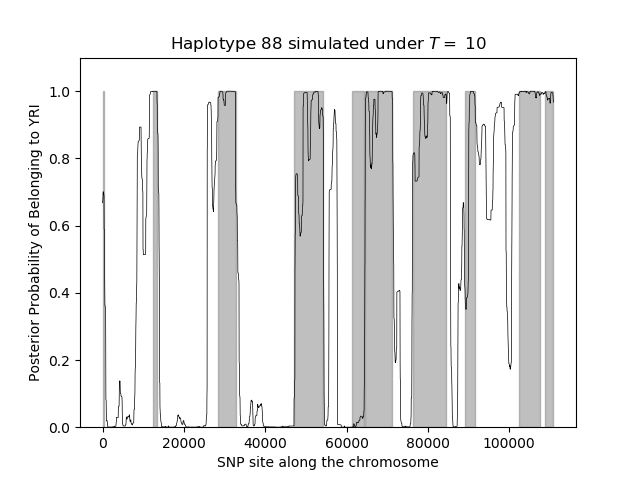 Haplotype 88 simulated under T = 10
Posterior Probability of Belonging to YRI
1.0
0.8
0.6
0.4
0.2
0.0
0 20000 40000 60000 80000 100000
SNP site along the chromosome